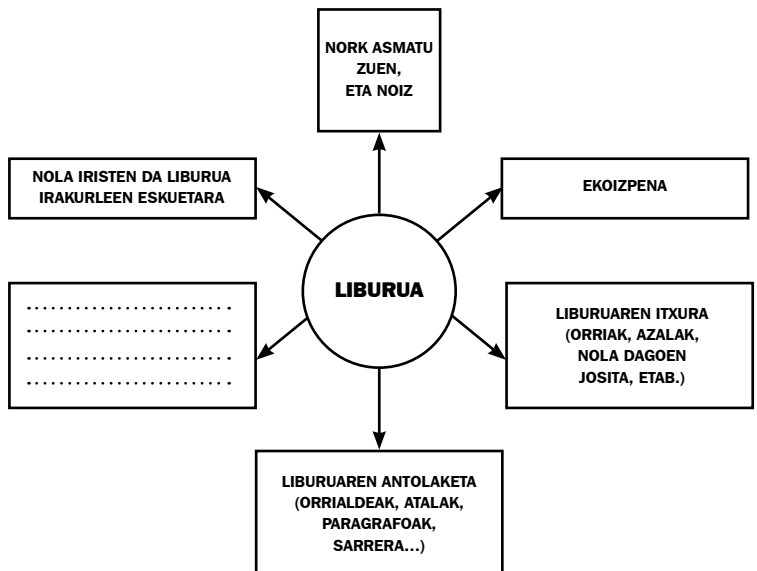 NORK ASMATU
ZUEN,
ETA NOIZ
NOLA IRISTEN DA LIBURUA
IRAKURLEEN ESKUETARA
EKOIZPENA
LIBURUA
LIBURUAREN ITXURA
(ORRIAK, AZALAK,
NOLA DAGOEN
JOSITA, ETAB.)
LIBURUAREN ANTOLAKETA
(ORRIALDEAK, ATALAK,
PARAGRAFOAK,
SARRERA...)